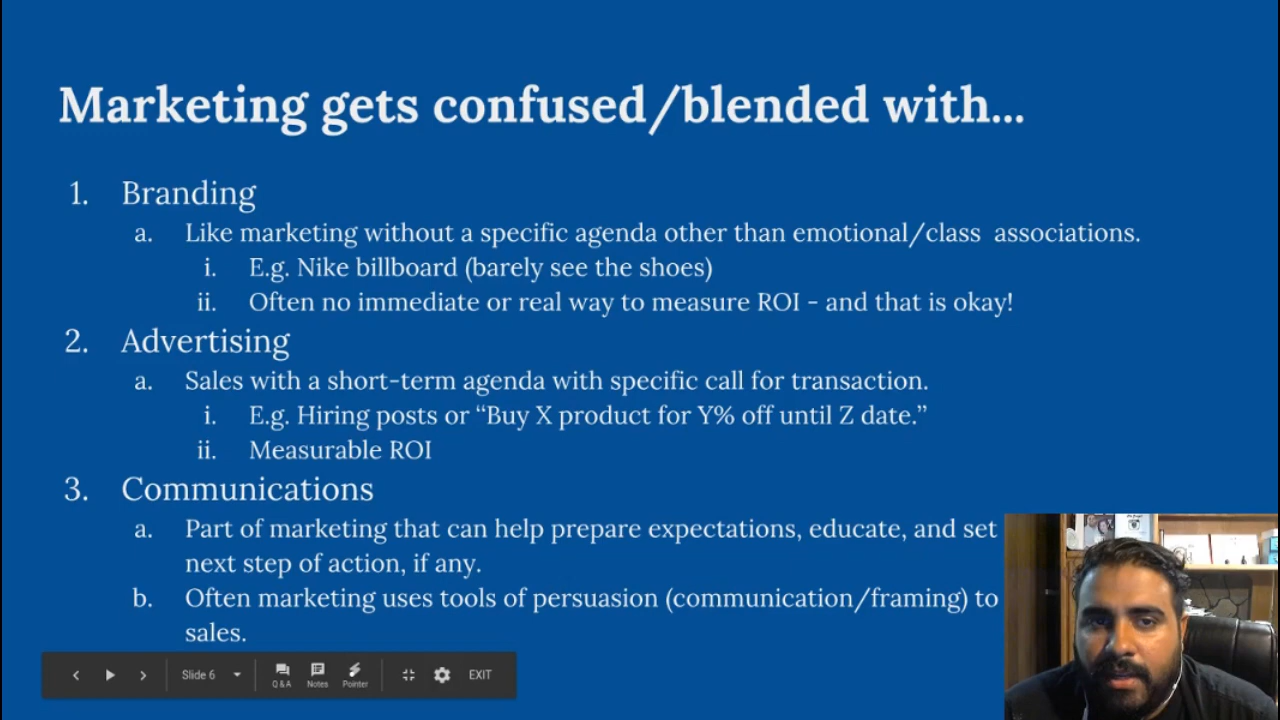 Marketing gets confused/blended with...
1. Branding
a. Like marketing without a specific agenda other than emotional/class associations.
i. E.g. Nike billboard (barely see the shoes)
ii. Often no immediate or real way to measure ROI - and that is okay!
2. Advertising
a. Sales with a short-term agenda with specific call for transaction.
i. E.g. Hiring posts or “Buy X product for Y% off until Z date.”
ii. Measurable ROI
3. Communications
a. Part of marketing that can help prepare expectations, educate, and set
next step of action, if any.
b. Often marketing uses tools of persuasion (communication/framing) to
sales.
Slide 6
Q & A
Notes
Pointer
EXIT